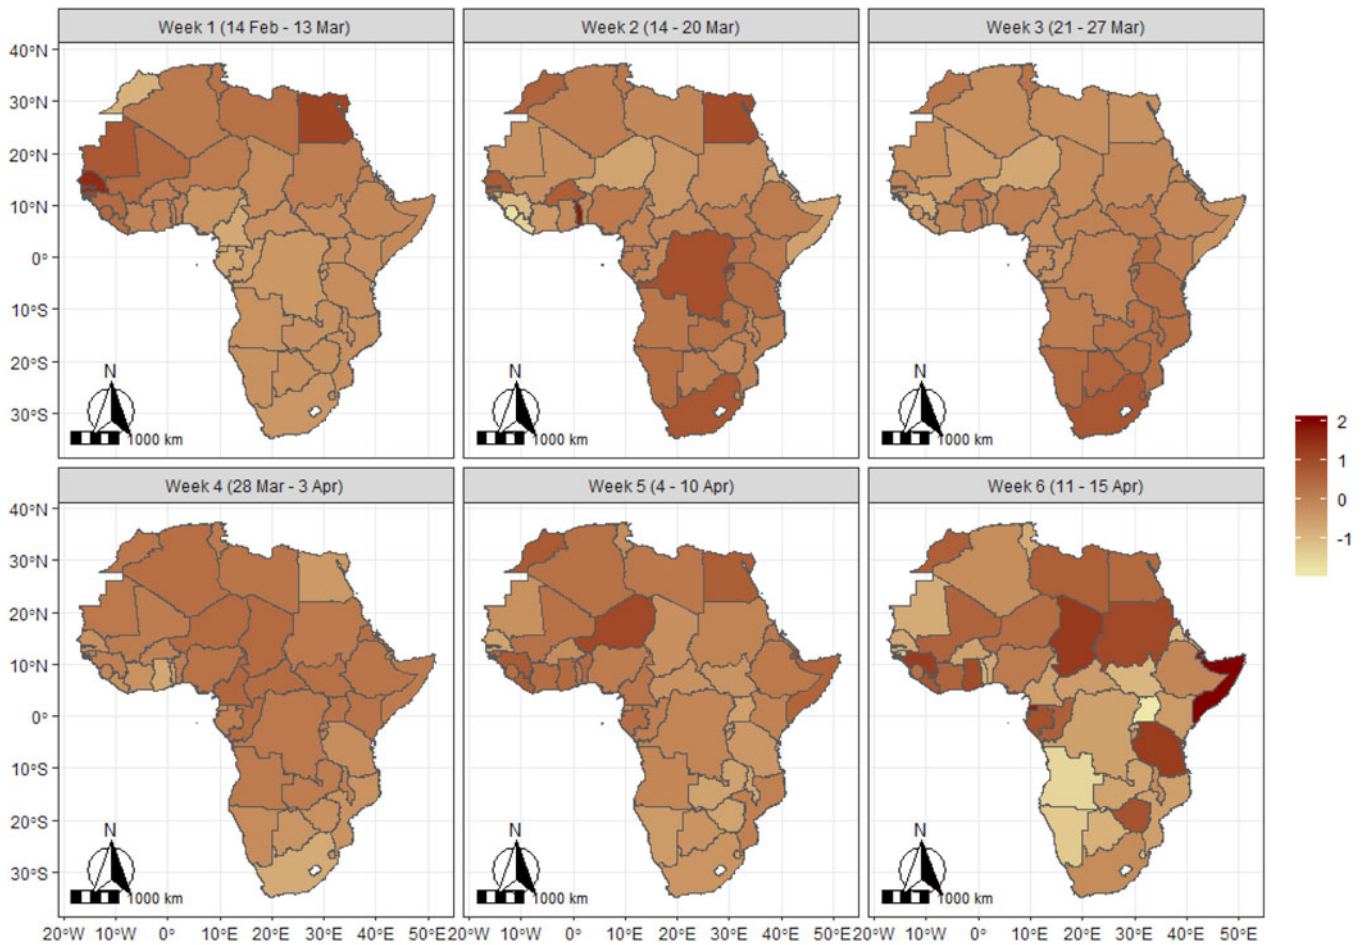 Week 1 (14 Feb - 13 Mar) Week 2 (14 - 20 Mar) Week 3 (21 - 27 Mar)
40°N
30°N
20°N
10°N
0°
10°S
20°S
30°S
N N N
1000 km 1000 km 1000 km
2
1
0
-1
Week 4 (28 Mar - 3 Apr) Week 5 (4 - 10 Apr) Week 6 (11 - 15 Apr)
40°N
30°N
20°N
10°N
0°
10°S
20°S
30°S
N N N
1000 km 1000 km 1000 km
20°W 10°W 0° 10°E 20°E 30°E 40°E 50°E 20°W 10°W 0° 10°E 20°E 30°E 40°E 50°E 20°W 10°W 0° 10°E 20°E 30°E 40°E 50°E